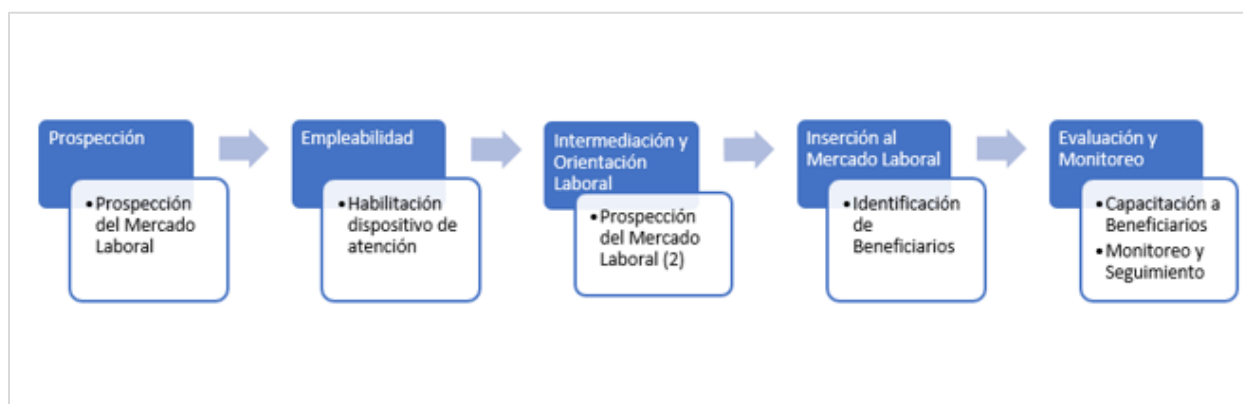 Prospección
•Prospección
del Mercado
Laboral
Empleabilidad
•Habilitación
dispositivo de
atención
Intermediación y
Orientación
Laboral
•Prospección
del Mercado
Laboral (2)
Inserción al
Mercado Laboral
•Identificación
de
Beneficiarios
Evaluación y
Monitoreo
•Capacitación a
Beneficiarios
•Monitoreo y
Seguimiento